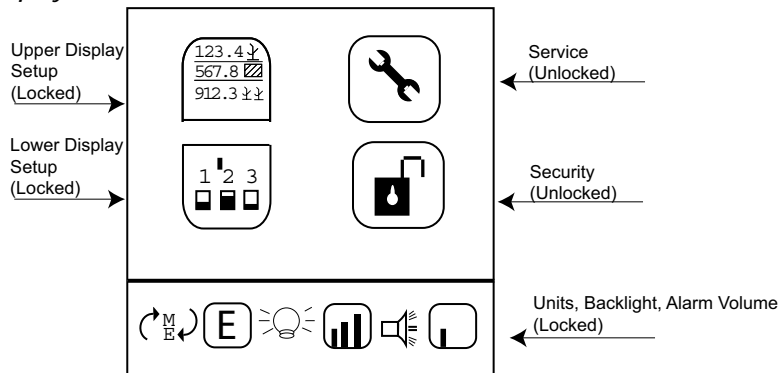 Upper Display
Setup
(Locked)
123.4
567.8
912.3
Service
(Unlocked)
Lower Display
Setup
(Locked)
1 2 3
Security
(Unlocked)
M
E
E
Units, Backlight, Alarm Volume
(Locked)